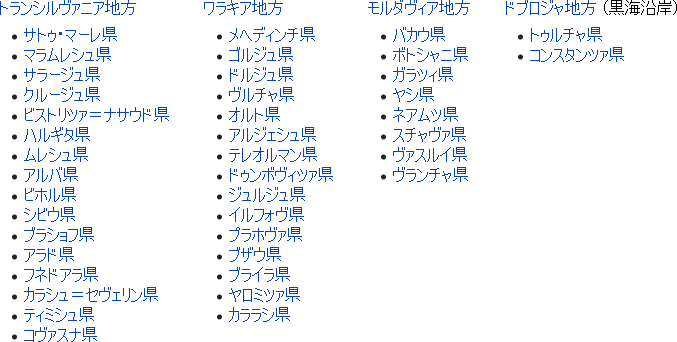 トランシルヴァニア地方
サトゥ・マーレ県
マラムレシュ県
サラージュ県
クルージュ県
ビストリツァ＝ナサウド県
ハルギタ県
ムレシュ県
アルバ県
ビホル県
シビウ県
ブラショフ県
アラド県
フネドアラ県
カラシュ＝セヴェリン県
ティミシュ県
コヴァスナ県
ワラキア地方
メヘディンチ県
ゴルジュ県
ドルジュ県
ヴルチャ県
オルト県
アルジェシュ県
テレオルマン県
ドゥンボヴィツァ県
ジュルジュ県
イルフォヴ県
プラホヴァ県
ブザウ県
ブライラ県
ヤロミツァ県
カララシ県
モルダヴィア地方
バカウ県
ボトシャニ県
ガラツィ県
ヤシ県
ネアムツ県
スチャヴァ県
ヴァスルイ県
ヴランチャ県
ドブロジャ地方（黒海沿岸）
トゥルチャ県
コンスタンツァ県